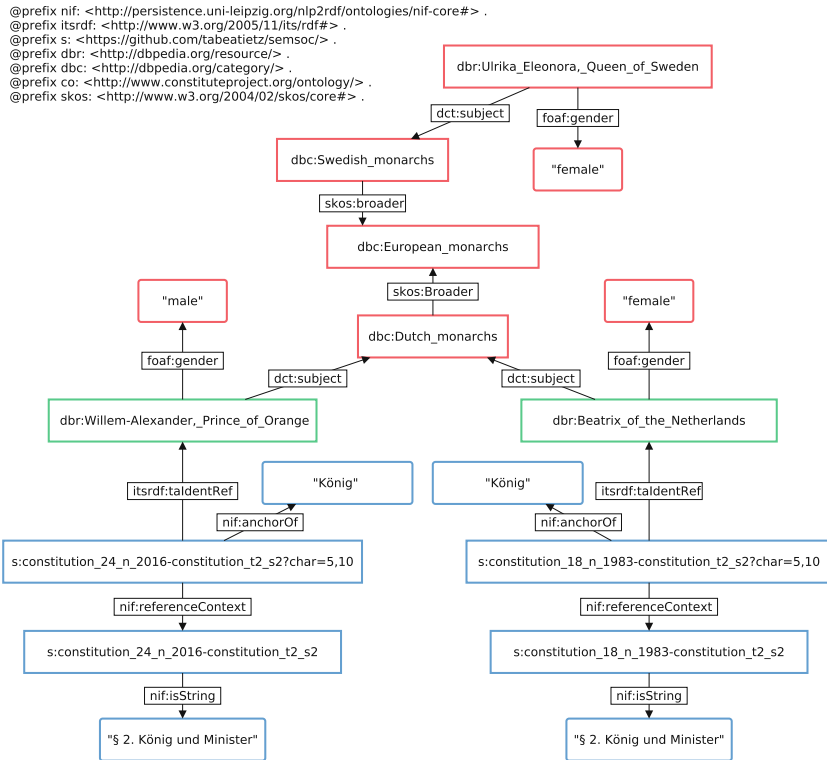 @prefix nif: <http://persistence.uni-leipzig.org/nlp2rdf/ontologies/nif-core#> .
@prefix itsrdf: <http://www.w3.org/2005/11/its/rdf#> .
@prefix s: <https://github.com/tabeatietz/semsoc/> .
@prefix dbr: <http://dbpedia.org/resource/> .
@prefix dbc: <http://dbpedia.org/category/> .
@prefix co: <http://www.constituteproject.org/ontology/> .
@prefix skos: <http://www.w3.org/2004/02/skos/core#> .
dbr:Ulrika_Eleonora,_Queen_of_Sweden
dct:subject
foaf:gender
dbc:Swedish_monarchs
"female"
skos:broader
dbc:European_monarchs
skos:Broader
"male"
"female"
dbc:Dutch_monarchs
foaf:gender
foaf:gender
dct:subject
dct:subject
dbr:Willem-Alexander,_Prince_of_Orange
dbr:Beatrix_of_the_Netherlands
"König"
"König"
itsrdf:taIdentRef
itsrdf:taIdentRef
nif:anchorOf
nif:anchorOf
s:constitution_24_n_2016-constitution_t2_s2?char=5,10
s:constitution_18_n_1983-constitution_t2_s2?char=5,10
nif:referenceContext
nif:referenceContext
s:constitution_24_n_2016-constitution_t2_s2
s:constitution_18_n_1983-constitution_t2_s2
nif:isString
nif:isString
"§ 2. König und Minister"
"§ 2. König und Minister"